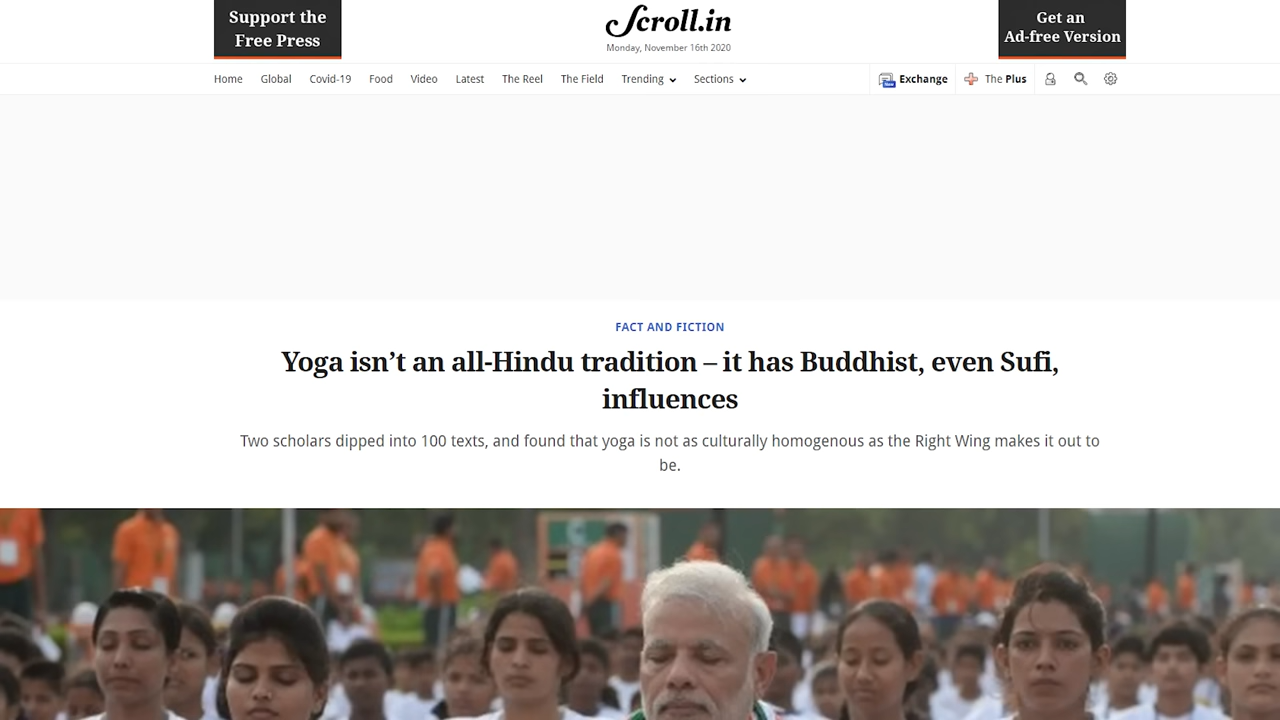 Support the
Free Press
Scroll.in
Monday, November 16th 2020
Get an
Ad-free Version
Home Global Covid-19 Food Video Latest The Reel The Field Trending Sections New Exchange The Plus
FACT AND FICTION
Yoga isn’t an all-Hindu tradition – it has Buddhist, even Sufi,
influences
Two scholars dipped into 100 texts, and found that yoga is not as culturally homogenous as the Right Wing makes it out to
be.